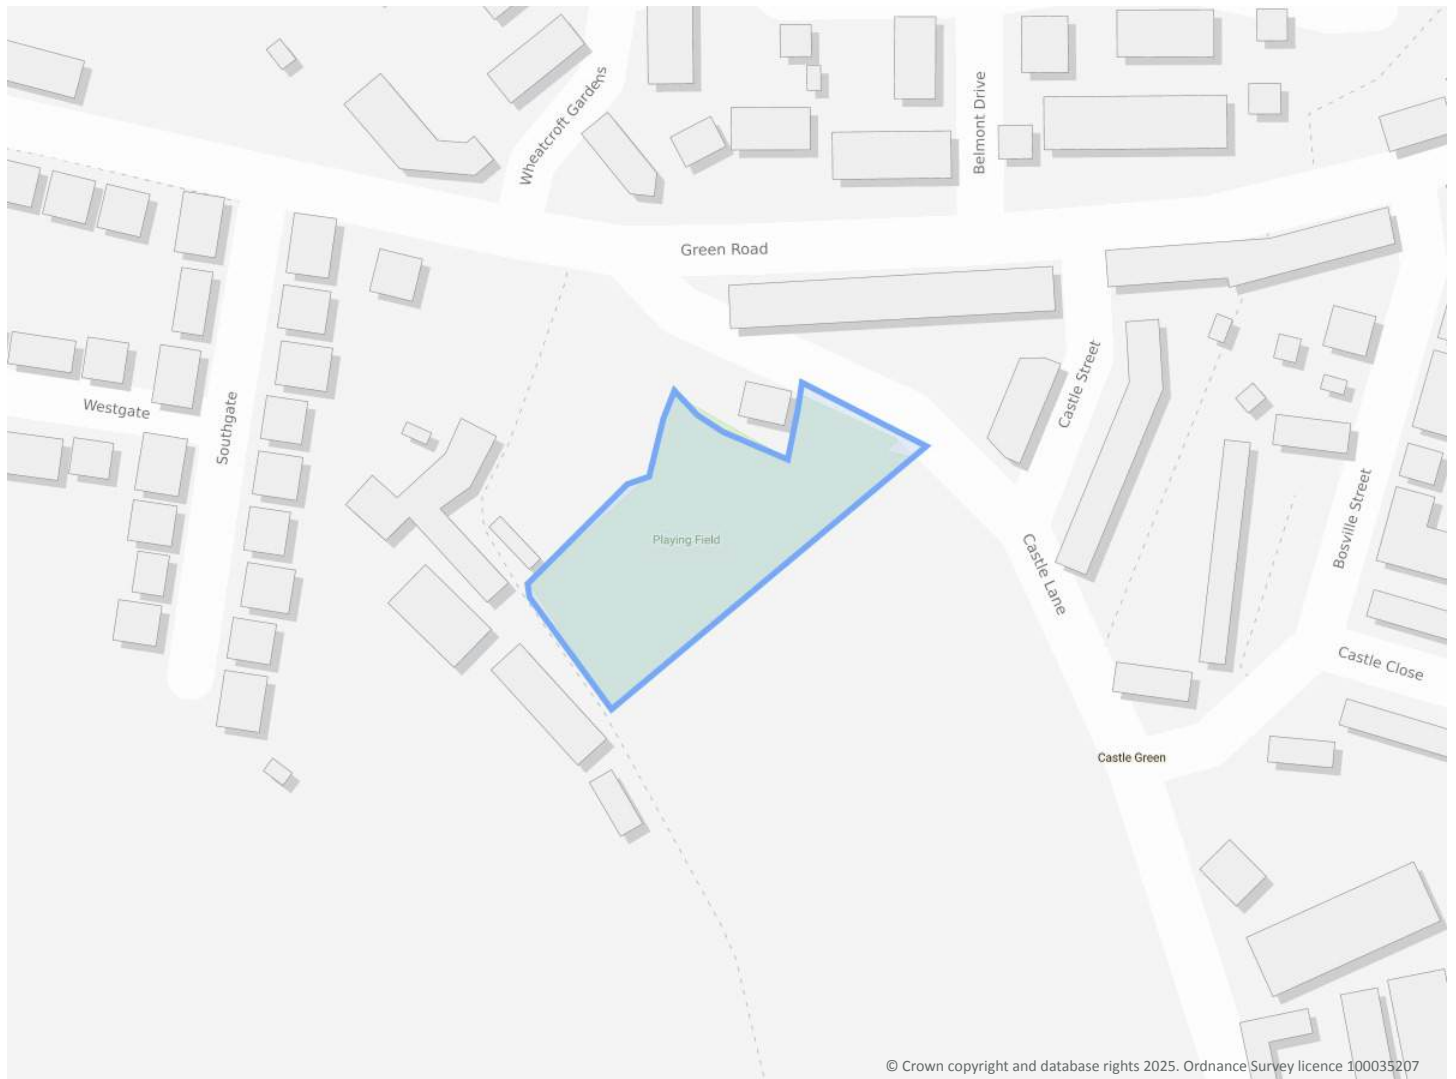 Wheatcroft Gardens
Belmont Drive
Green Road
Castle Street
Westgate
Southgate
Bosville Street
Playing Field
Castle Lane
Castle Close
Castle Green
© Crown copyright and database rights 2025. Ordnance Survey licence 100035207